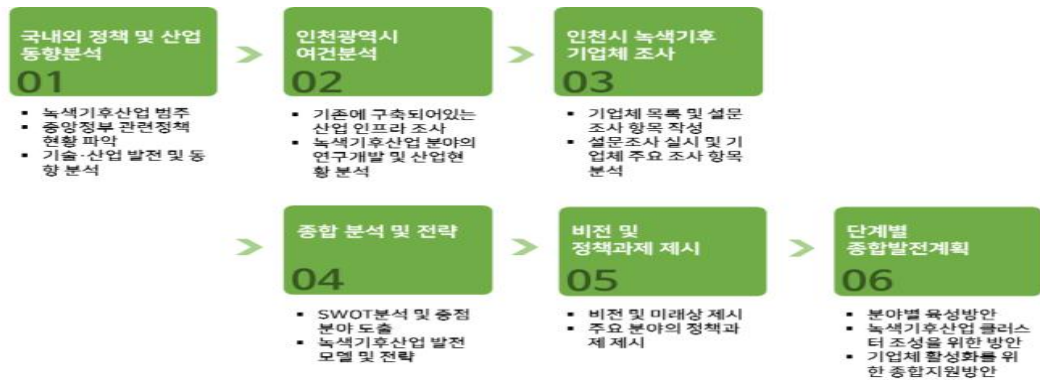 국내외 정책 및 산업
동향분석
01
▪ 녹색기후산업 범주
▪ 중앙정부 관련정책
현황 파악
▪ 기술·산업 발전 및 동
향 분석
인천광역시
여건분석
02
▪ 기존에 구축되어있는
산업 인프라 조사
▪ 녹색기후산업 분야의
연구개발 및 산업현
황 분석
인천시 녹색기후
기업체 조사
03
▪ 기업체 목록 및 설문
조사 항목 작성
▪ 설문조사 실시 및 기
업체 주요 조사 항목
분석
종합 분석 및 전략
04
▪ SWOT분석 및 중점
분야 도출
▪ 녹색기후산업 발전
모델 및 전략
비전 및
정책과제 제시
05
▪ 비전 및 미래상 제시
▪ 주요 분야의 정책과
제 제시
단계별
종합발전계획
06
▪ 분야별 육성방안
▪ 녹색기후산업 클러스
터 조성을 위한 방안
▪ 기업체 활성화를 위
한 종합지원방안